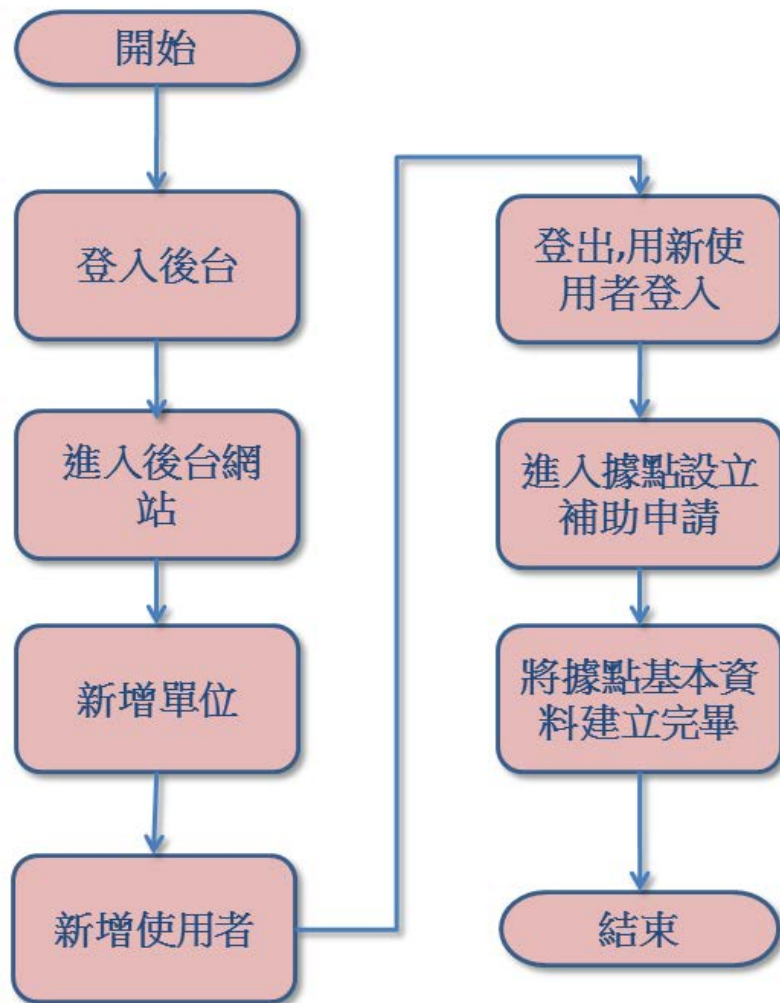 開始
登入後台
進入後台網
站
新增單位
新增使用者
登出,用新使
用者登入
進入據點設立
補助申請
將據點基本資
料建立完畢
結束